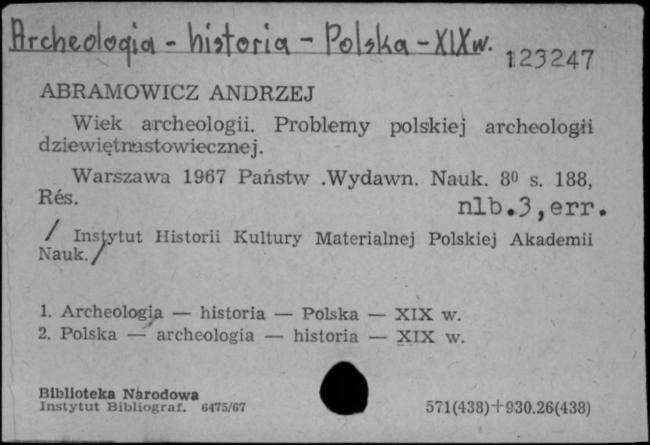 Archeologia - historia - Polska - XIX w.
123247
ABRAMOWICZ ANDRZEJ
Wiek archeologii. Problemy polskiej archeologii
dziewiętnastowiecznej.
Warszawa 1967 Państw .Wydawn. Nauk. 8⁰ s. 188,
Rés.
nlb.3,err.
/ Instytut Historii Kultury Materialnej Polskiej Akademii
Nauk./
1. Archeologia — historia — Polska — XIX w.
2. Polska — archeologia — historia — XIX w.
Biblioteka Narodowa
Instytut Bibliograf. 6475/67
571(438)+930.26(438)